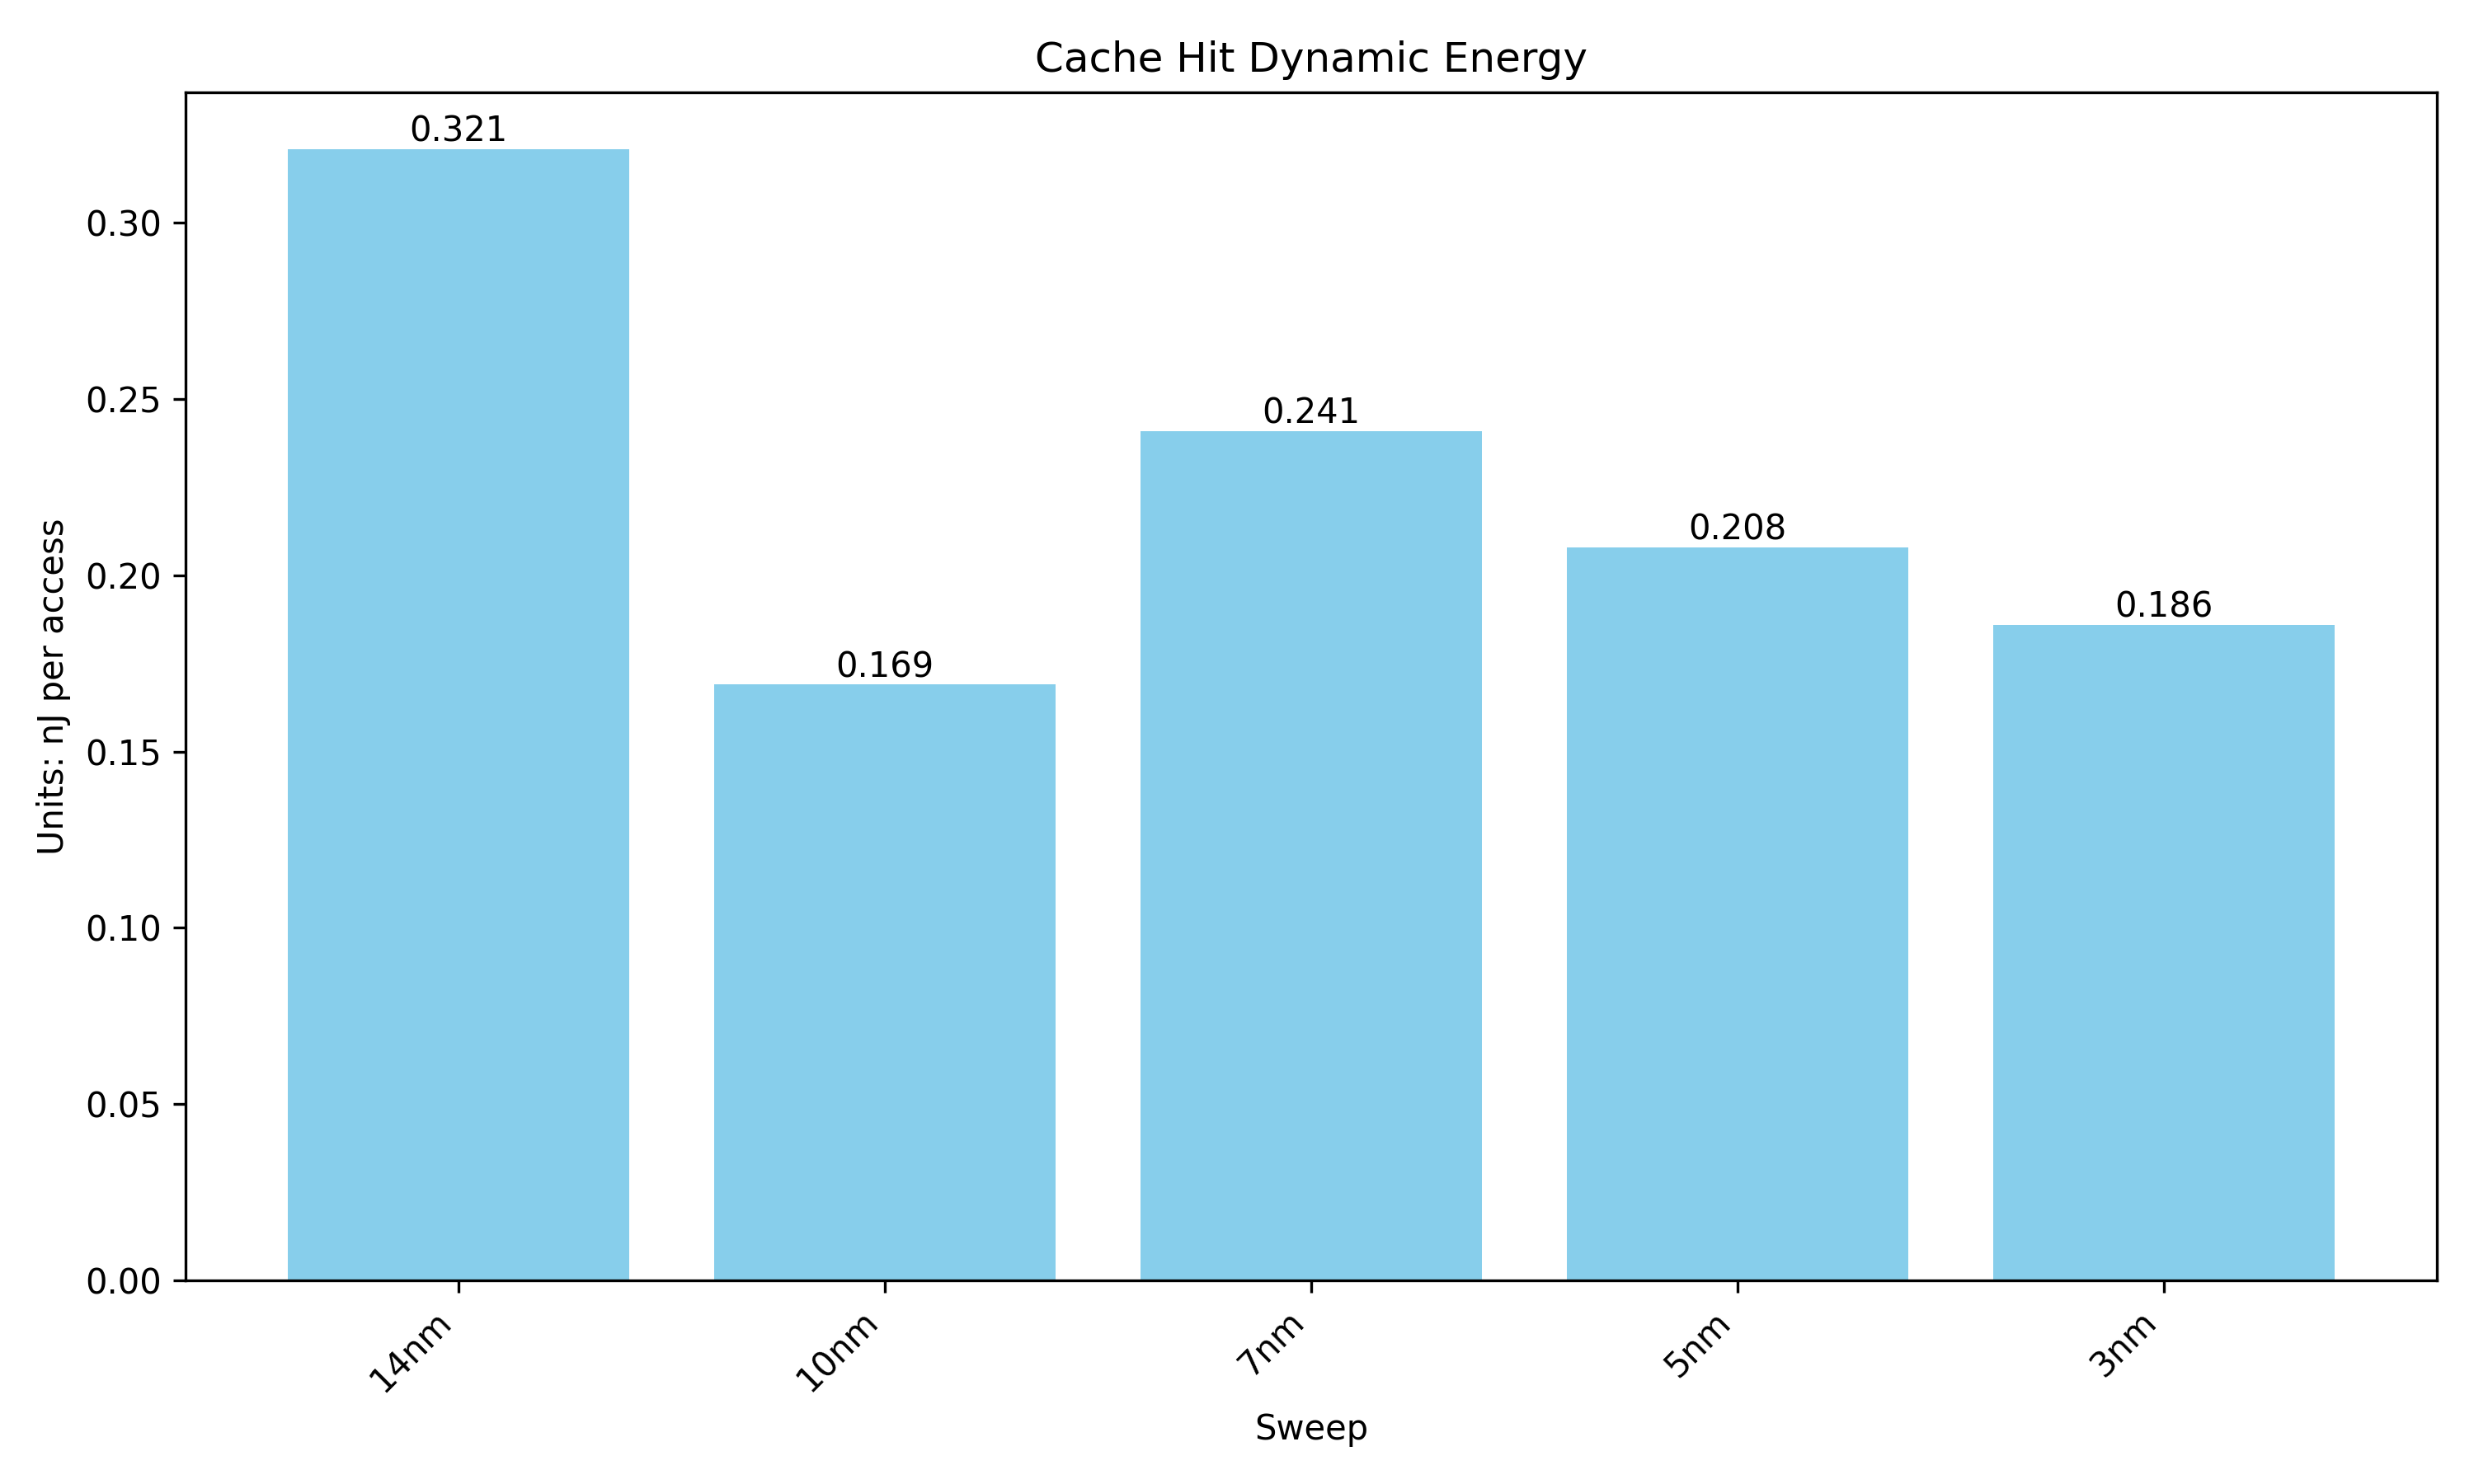 Cache Hit Dynamic Energy
0.321
0.169
0.241
0.208
0.186
Units: nJ per access
0.30
0.25
0.20
0.15
0.10
0.05
0.00
14nm
10nm
7nm
5nm
3nm
Sweep